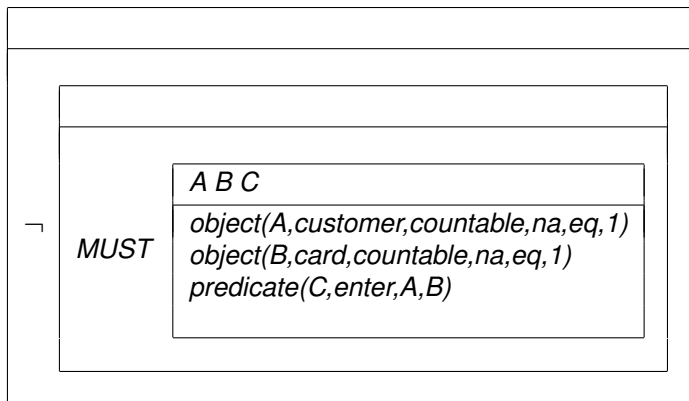 A B C
object(A,customer,countable,na,eq,1)
¬ MUST object(B,card,countable,na,eq,1)
predicate(C,enter,A,B)